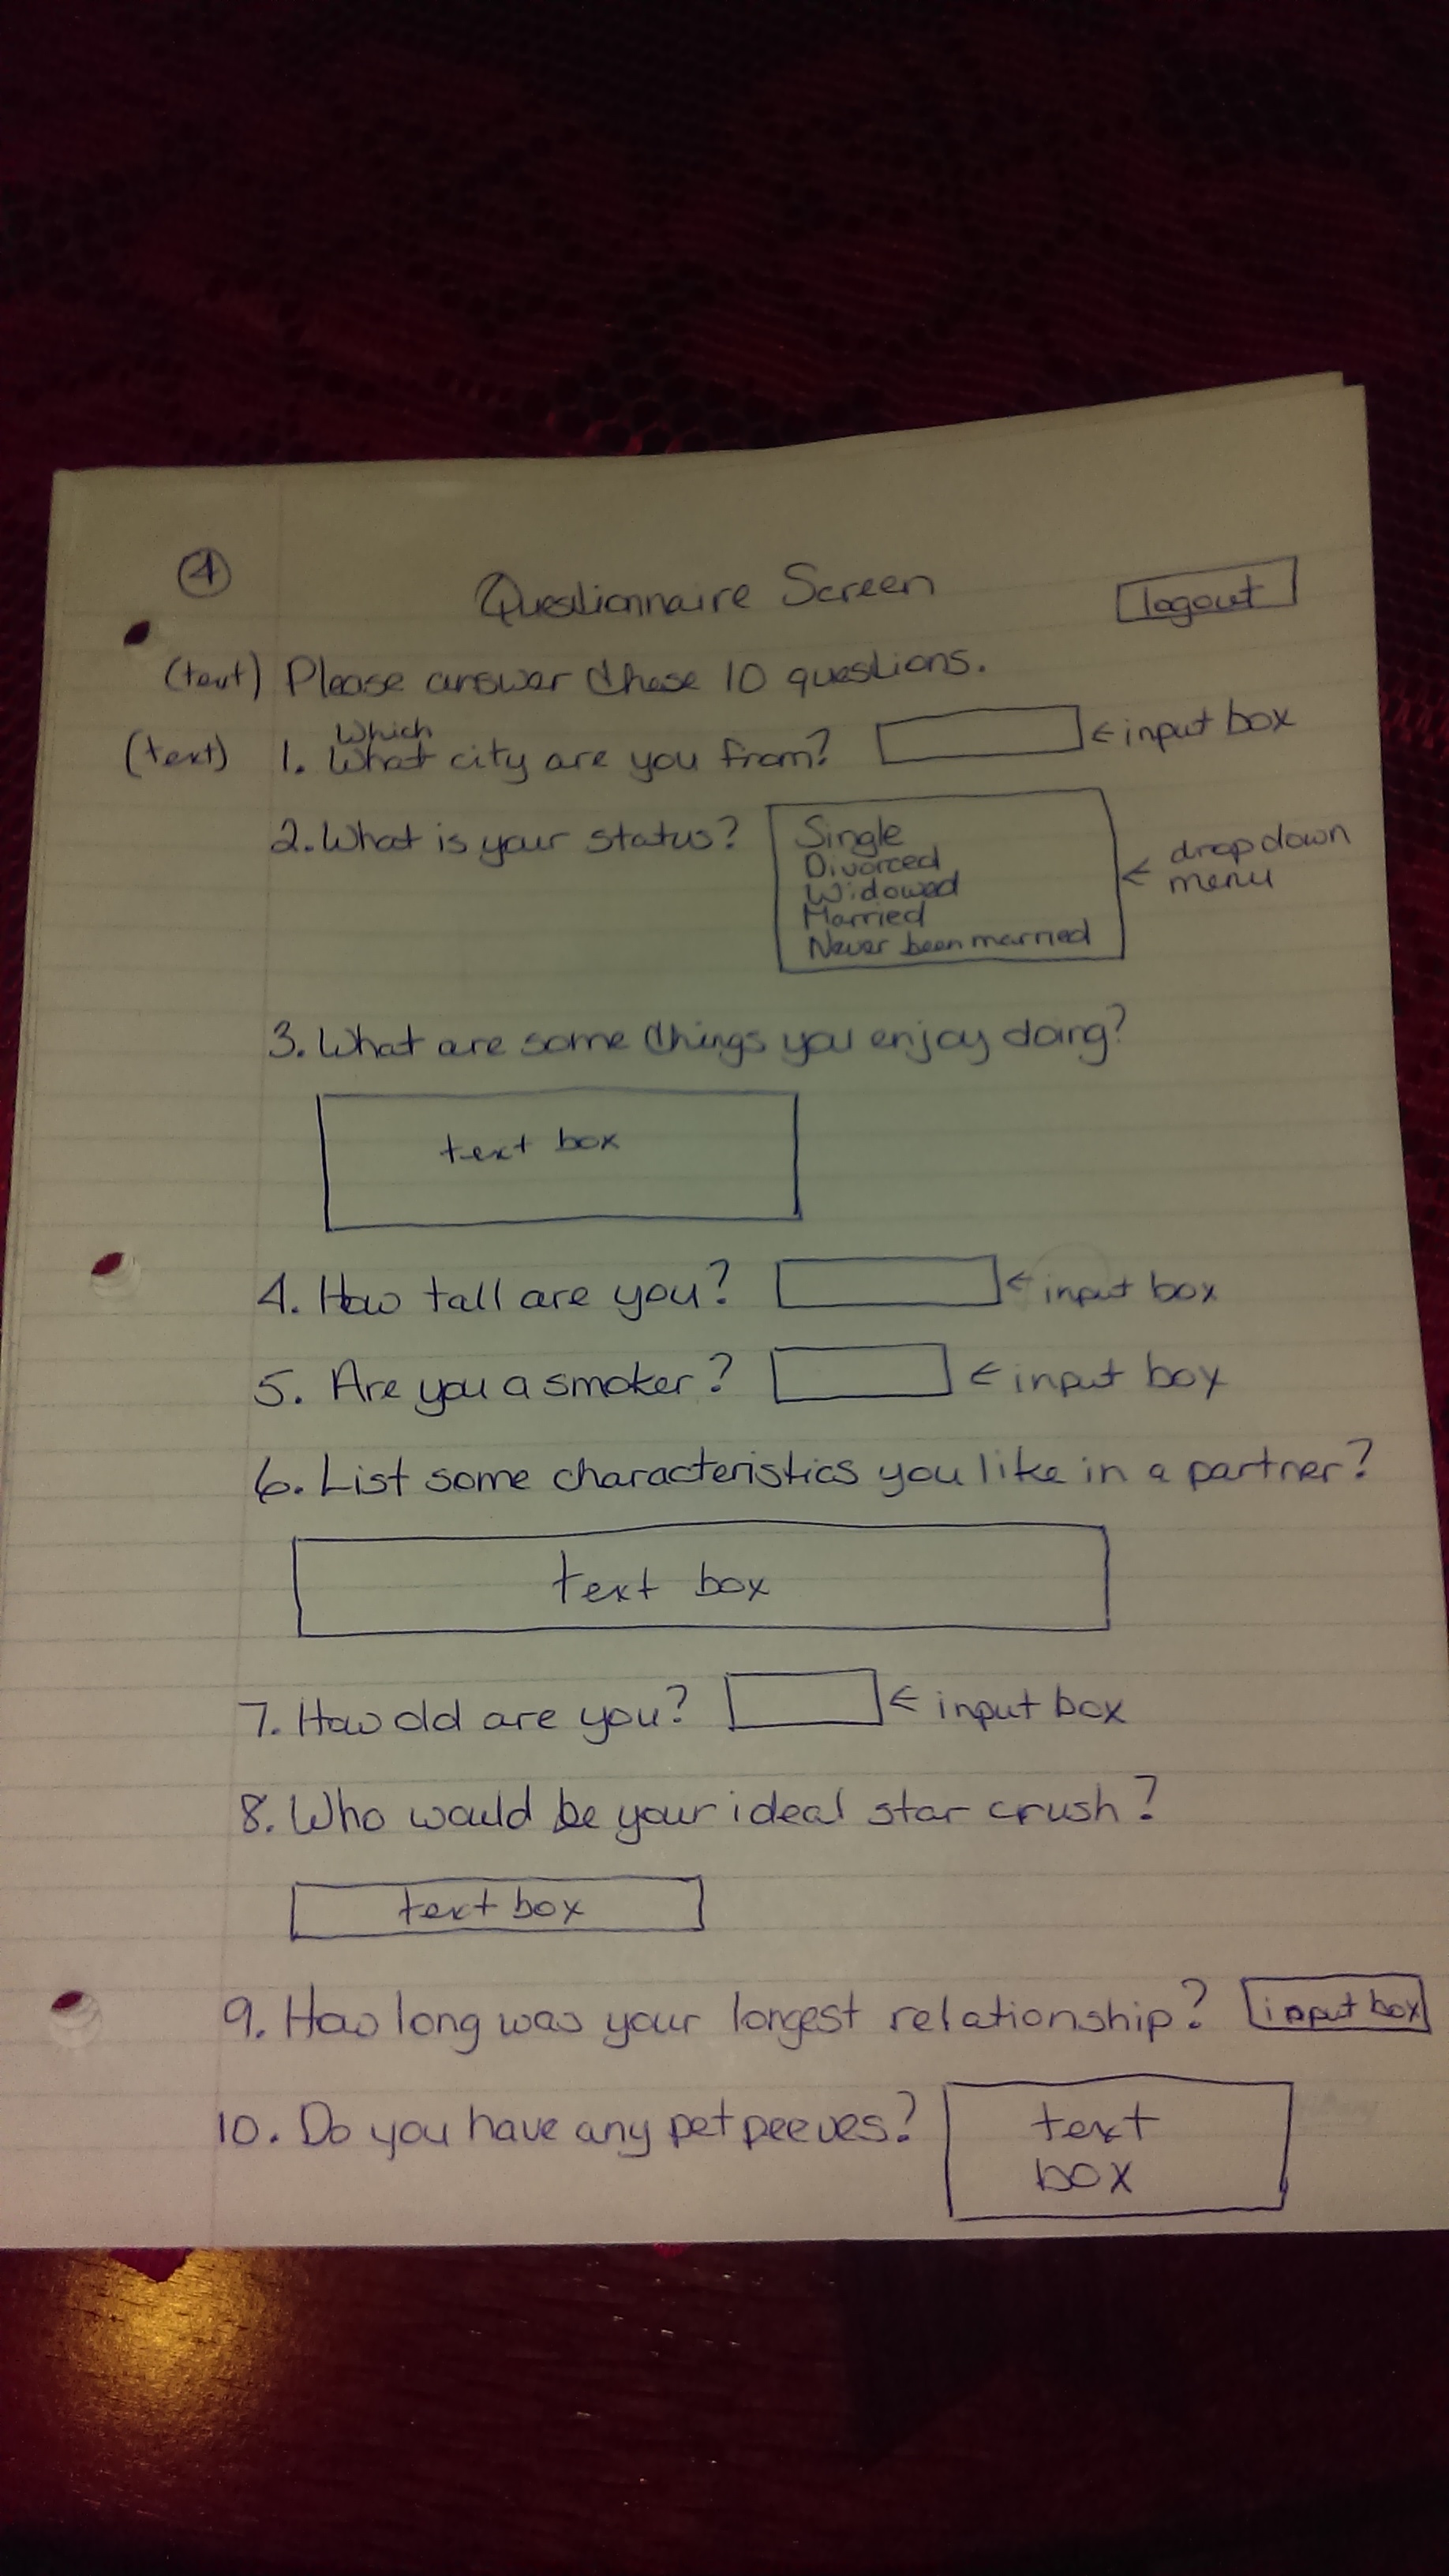 4
Questionnaire Screen
logout
(text) Please answer these 10 questions.
Which
(text) 1. What city are you from? ← input box
2. What is your status?
Single
Divorced
Widowed
Married
Never been married
← drop down
menu
3. What are some things you enjoy doing?
text box
4. How tall are you? ← input box
5. Are you a smoker? ← input box
6. List some characteristics you like in a partner?
text box
7. How old are you? ← input box
8. Who would be your ideal star crush?
text box
9. How long was your longest relationship? input box
10. Do you have any pet peeves?
text
box